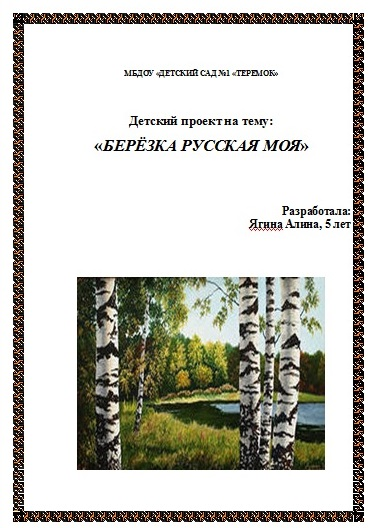 МБДОУ «ДЕТСКИЙ САД №1 «ТЕРЕМОК»
Детский проект на тему:
«БЕРЁЗКА РУССКАЯ МОЯ»
Разработала:
Ягина Алина, 5 лет